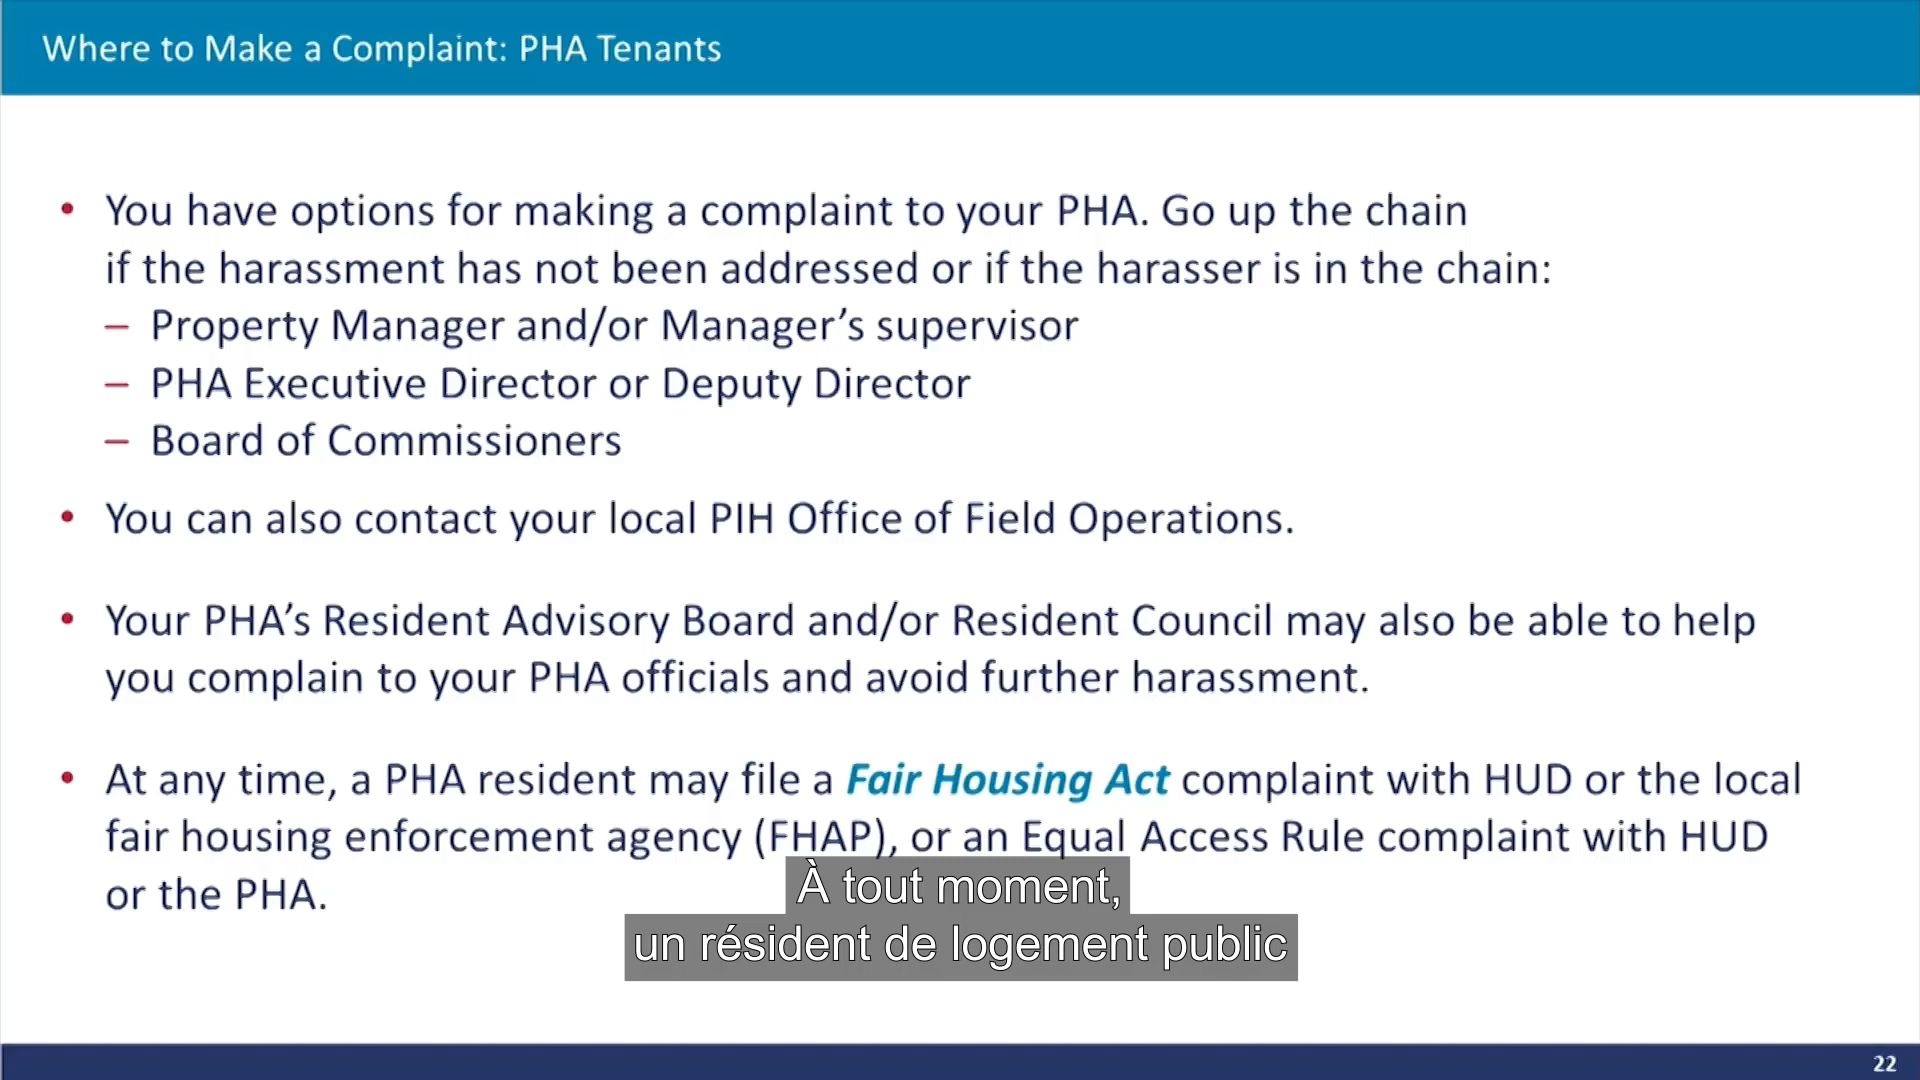 Where to Make a Complaint: PHA Tenants
• You have options for making a complaint to your PHA. Go up the chain
if the harassment has not been addressed or if the harasser is in the chain:
– Property Manager and/or Manager’s supervisor
– PHA Executive Director or Deputy Director
– Board of Commissioners
• You can also contact your local PIH Office of Field Operations.
• Your PHA’s Resident Advisory Board and/or Resident Council may also be able to help
you complain to your PHA officials and avoid further harassment.
• At any time, a PHA resident may file a Fair Housing Act complaint with HUD or the local
fair housing enforcement agency (FHAP), or an Equal Access Rule complaint with HUD
or the PHA.
À tout moment,
un résident de logement public
22